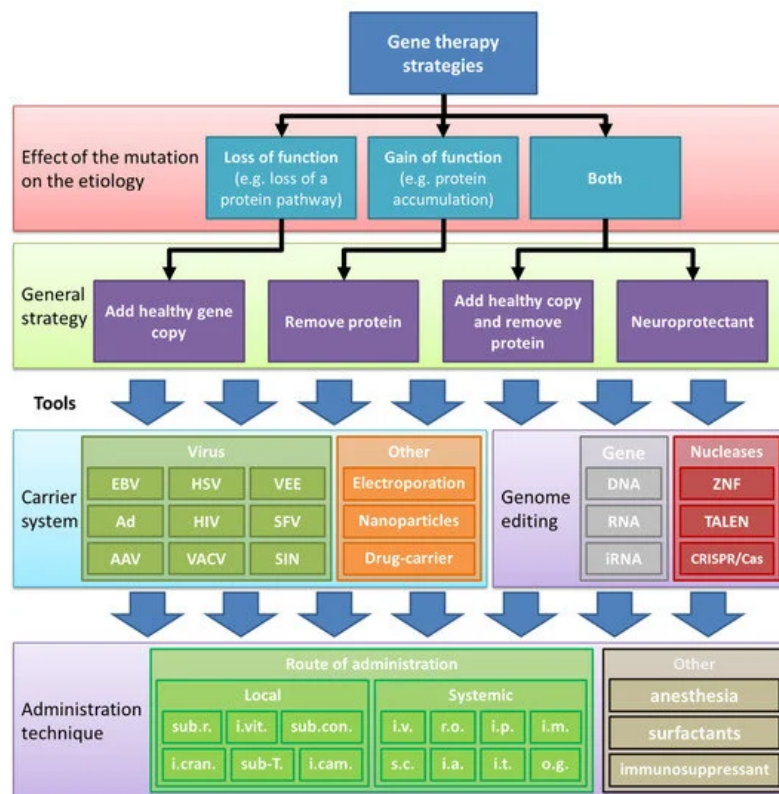 Gene therapy
strategies
Effect of the mutation
on the etiology
Loss of function
(e.g. loss of a
protein pathway)
Gain of function
(e.g. protein
accumulation)
Both
General
strategy
Add healthy gene
copy
Remove protein
Add healthy copy
and remove
protein
Neuroprotectant
Tools
Carrier
system
Virus
EBV
HSV
VEE
Ad
HIV
SFV
AAV
VACV
SIN
Other
Electroporation
Nanoparticles
Drug-carrier
Genome
editing
Gene
DNA
RNA
iRNA
Nucleases
ZNF
TALEN
CRISPR/Cas
Administration
technique
Route of administration
Local
sub.r.
i.vit.
sub.con.
i.cran.
sub-T.
i.cam.
Systemic
i.v.
r.o.
i.p.
i.m.
s.c.
i.a.
i.t.
o.g.
Other
anesthesia
surfactants
immunosuppressant